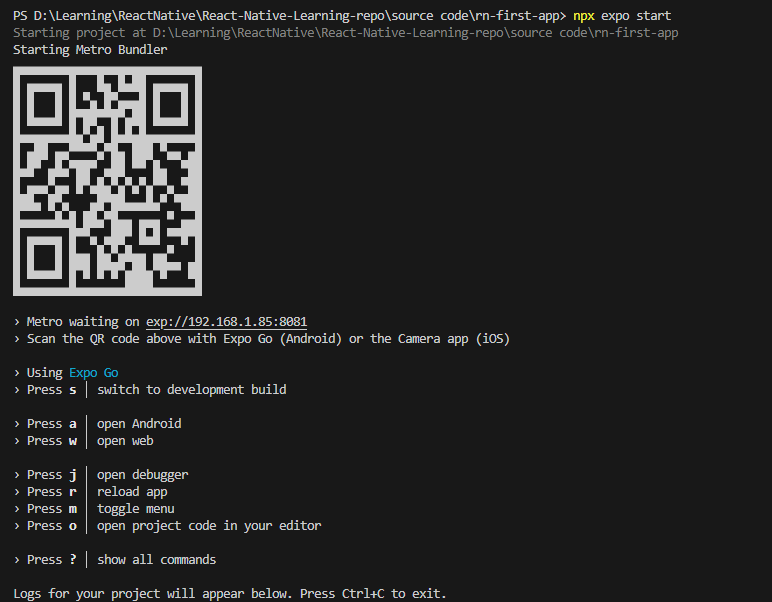 PS D:\Learning\ReactNative\React-Native-Learning-repo\source code\rn-first-app> npx expo start
Starting project at D:\Learning\ReactNative\React-Native-Learning-repo\source code\rn-first-app
Starting Metro Bundler
› Metro waiting on exp://192.168.1.85:8081
› Scan the QR code above with Expo Go (Android) or the Camera app (iOS)
› Using Expo Go
› Press s │ switch to development build
› Press a │ open Android
› Press w │ open web
› Press j │ open debugger
› Press r │ reload app
› Press m │ toggle menu
› Press o │ open project code in your editor
› Press ? │ show all commands
Logs for your project will appear below. Press Ctrl+C to exit.